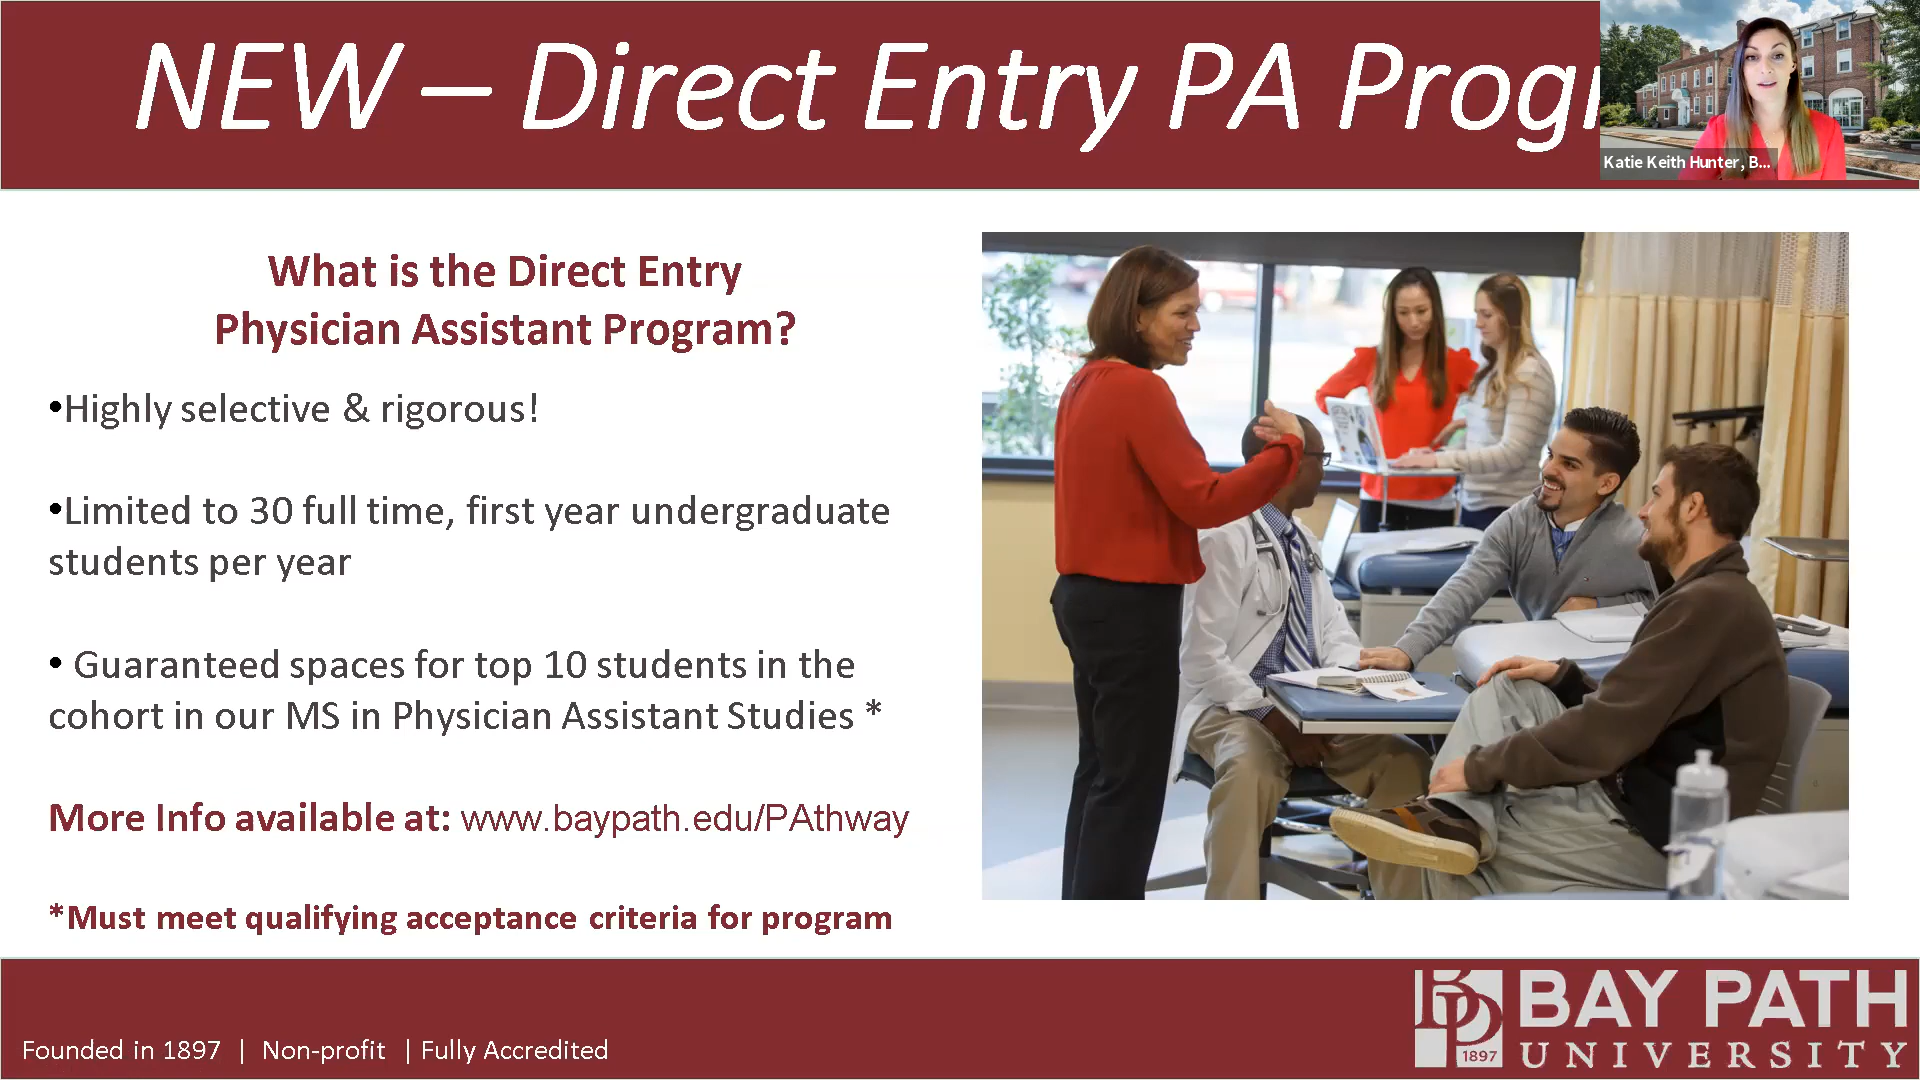 NEW – Direct Entry PA Progr
Katie Keith Hunter, B...
What is the Direct Entry
Physician Assistant Program?
•Highly selective & rigorous!
•Limited to 30 full time, first year undergraduate
students per year
• Guaranteed spaces for top 10 students in the
cohort in our MS in Physician Assistant Studies *
More Info available at: www.baypath.edu/PAthway
*Must meet qualifying acceptance criteria for program
Founded in 1897 | Non-profit | Fully Accredited
BP
1897
BAY PATH
UNIVERSITY